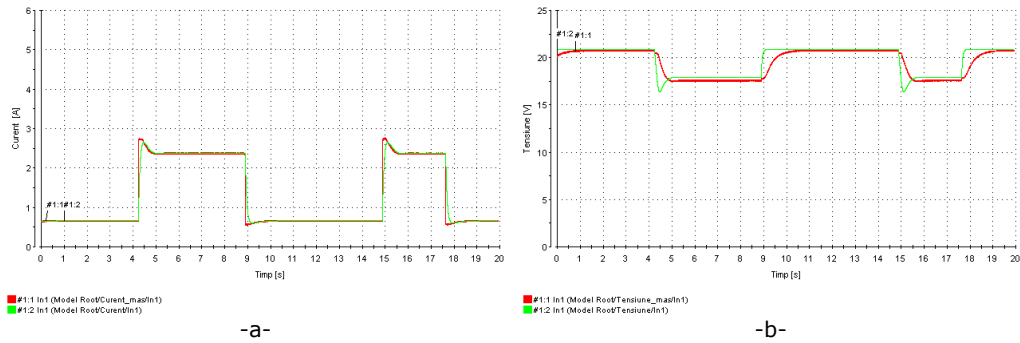 6
5
4
3
2
1
0
Curent [A]
#1:1#1:2
0 1 2 3 4 5 6 7 8 9 10 11 12 13 14 15 16 17 18 19 20
Timp [s]
#1:1 In1 (Model Root/Curent_mas/In1)
#1:2 In1 (Model Root/Curent/In1)
-a-
25
20
15
10
5
0
Tensiune [V]
#1:2 #1:1
0 1 2 3 4 5 6 7 8 9 10 11 12 13 14 15 16 17 18 19 20
Timp [s]
#1:1 In1 (Model Root/Tensiune_mas/In1)
#1:2 In1 (Model Root/Tensiune/In1)
-b-